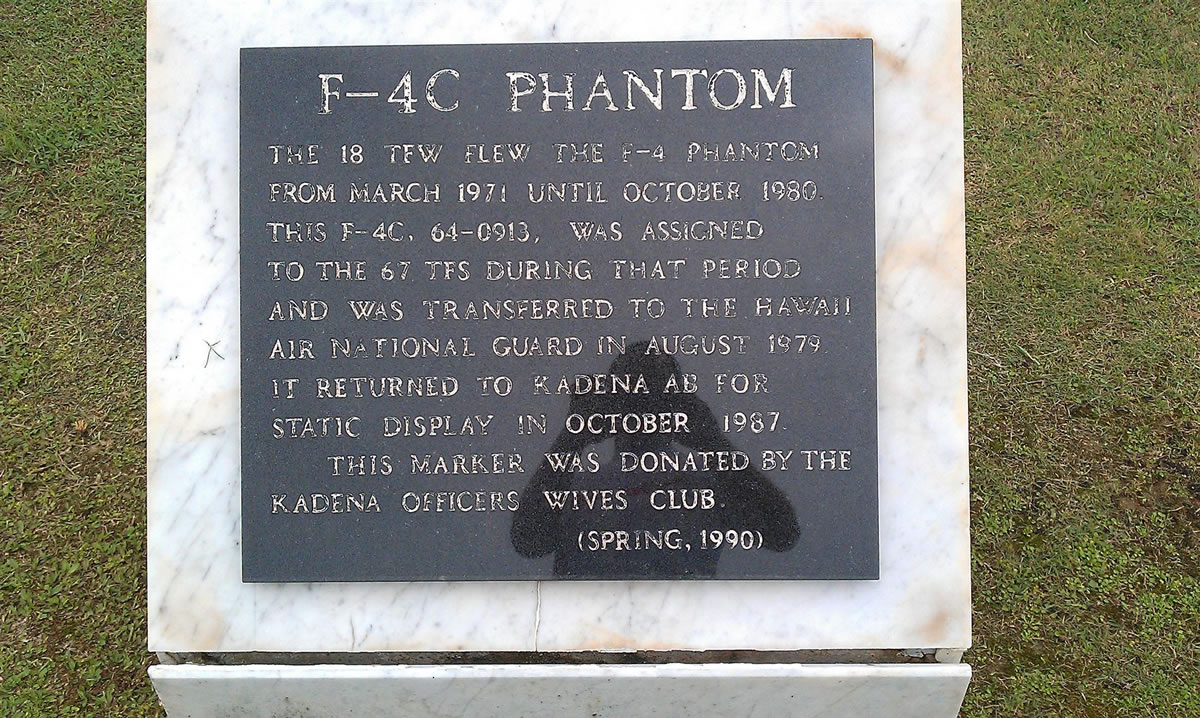 F-4C PHANTOM
THE 18 TFW FLEW THE F-4 PHANTOM
FROM MARCH 1971 UNTIL OCTOBER 1980.
THIS F-4C, 64-0913, WAS ASSIGNED
TO THE 67 TFS DURING THAT PERIOD
AND WAS TRANSFERRED TO THE HAWAII
AIR NATIONAL GUARD IN AUGUST 1979.
IT RETURNED TO KADENA AB FOR
STATIC DISPLAY IN OCTOBER 1987.
THIS MARKER WAS DONATED BY THE
KADENA OFFICERS WIVES CLUB.
(SPRING, 1990)